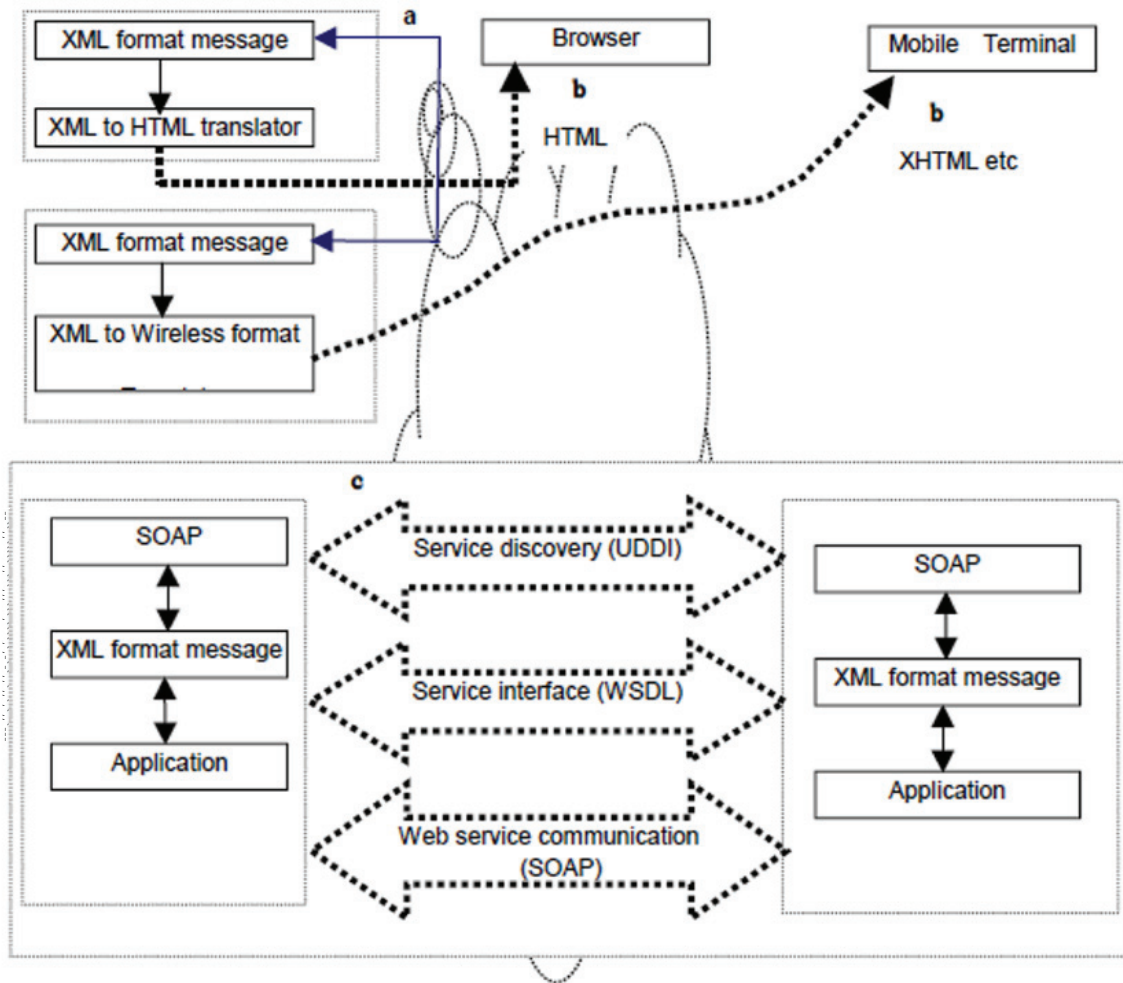 a
XML format message
Browser
Mobile Terminal
XML to HTML translator
b
HTML
b
XHTML etc
XML format message
XML to Wireless format
c
SOAP
Service discovery (UDDI)
SOAP
XML format message
Service interface (WSDL)
XML format message
Application
Application
Web service communication
(SOAP)